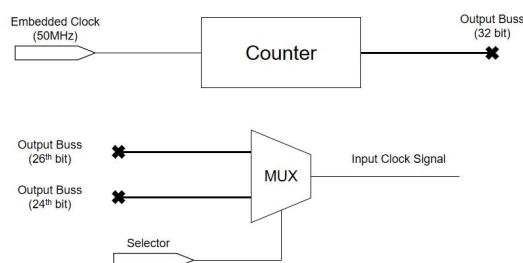 Embedded Clock
(50MHz)
Counter
Output Buss
(32 bit)
Output Buss
(26th bit)
Output Buss
(24th bit)
MUX
Input Clock Signal
Selector